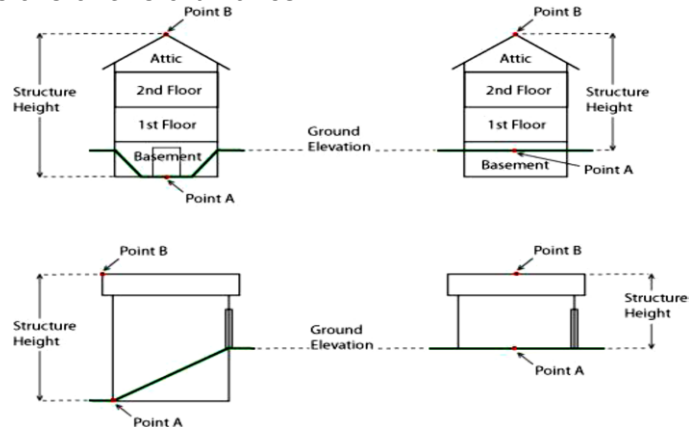 Point B
Attic
2nd Floor
1st Floor
Basement
Structure
Height
Point A
Ground
Elevation
Point B
Attic
2nd Floor
1st Floor
Basement
Structure
Height
Point A
Point B
Structure
Height
Point A
Ground
Elevation
Point B
Structure
Height
Point A